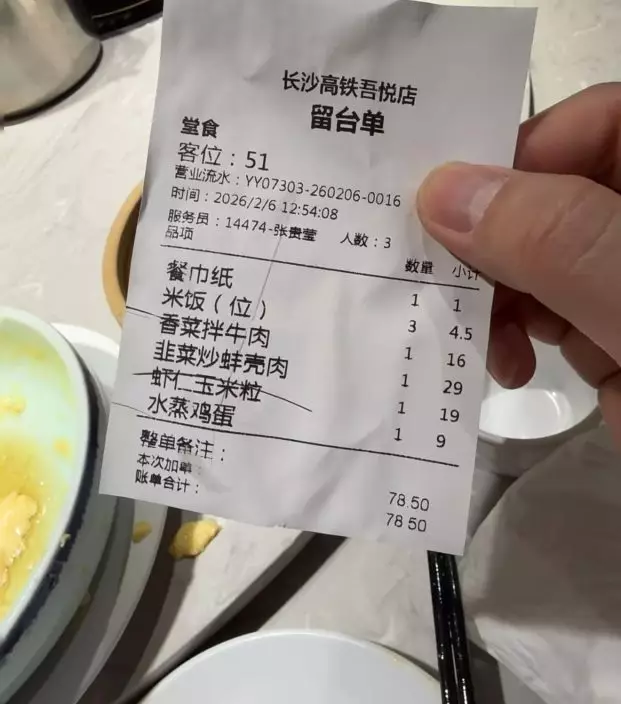 长沙高铁吾悦店
留台单
堂食
客位：51
营业流水：YY07303-260206-0016
时间：2026/2/6 12:54:08
服务员：14474-张贵莹 人数：3
品项 数量 小计
餐巾纸 1 1
米饭（位） 3 4.5
香菜拌牛肉 1 16
韭菜炒蚌壳肉 1 29
虾仁玉米粒 1 19
水蒸鸡蛋 1 9
整单备注：
本次加单： 78.50
账单合计： 78.50